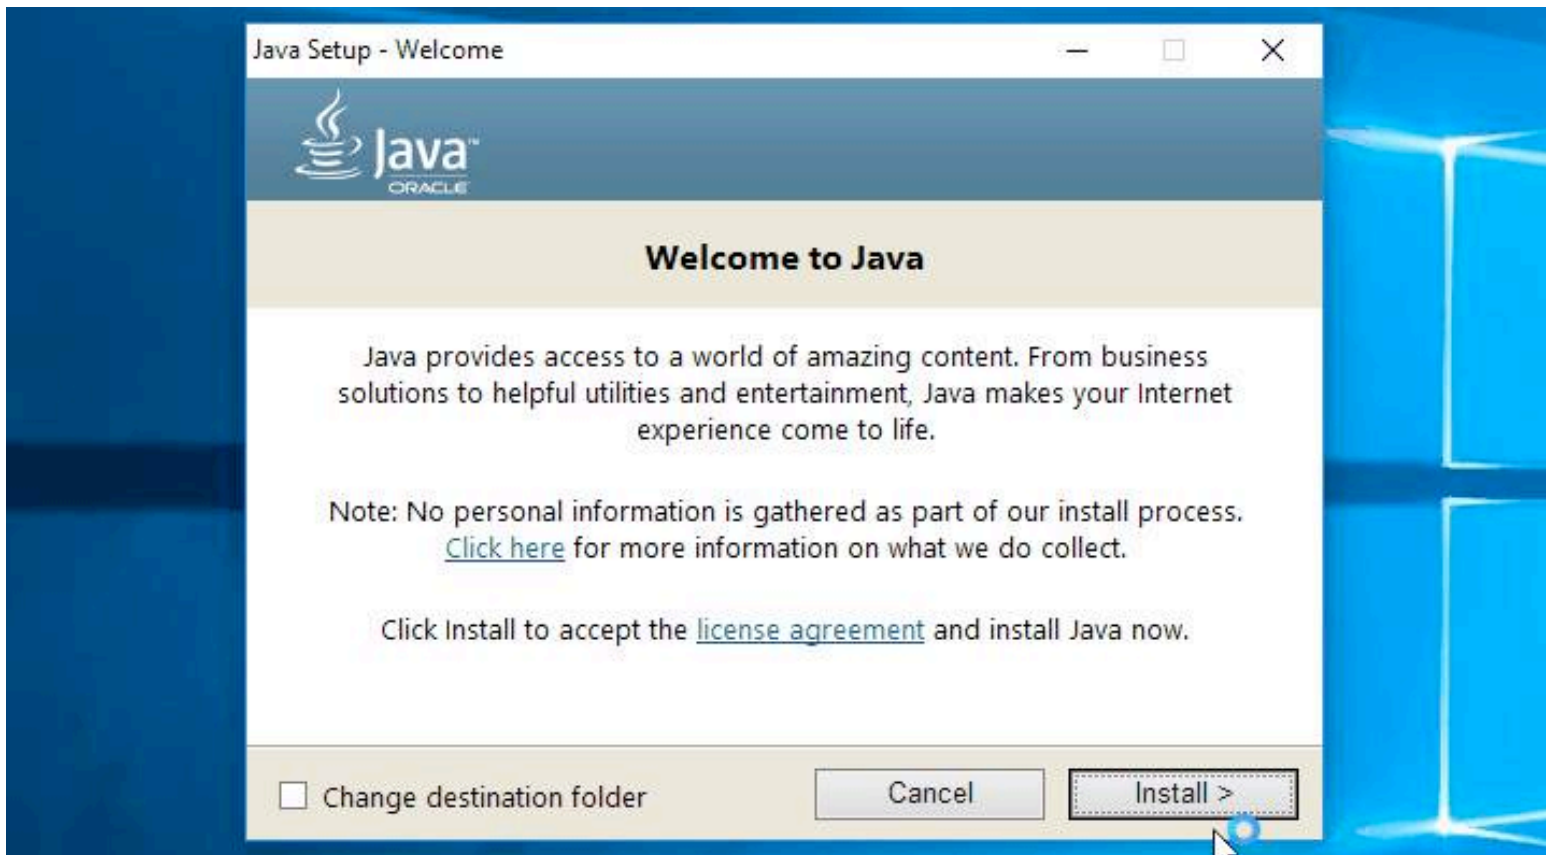 Java Setup - Welcome
Java™
ORACLE
Welcome to Java
Java provides access to a world of amazing content. From business
solutions to helpful utilities and entertainment, Java makes your Internet
experience come to life.
Note: No personal information is gathered as part of our install process.
Click here for more information on what we do collect.
Click Install to accept the license agreement and install Java now.
Change destination folder
Cancel
Install >